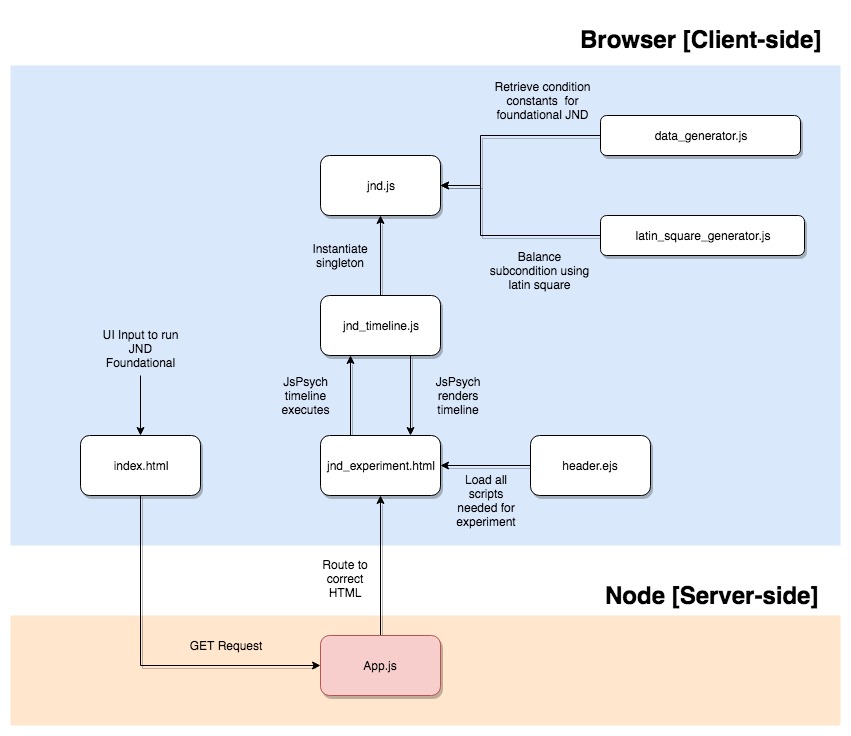 Browser [Client-side]
Retrieve condition
constants for
foundational JND
data_generator.js
jnd.js
latin_square_generator.js
Instantiate
singleton
Balance
subcondition using
latin square
jnd_timeline.js
UI Input to run
JND
Foundational
JsPsych
timeline
executes
JsPsych
renders
timeline
index.html
jnd_experiment.html
header.ejs
Load all
scripts
needed for
experiment
Route to
correct
HTML
Node [Server-side]
GET Request
App.js